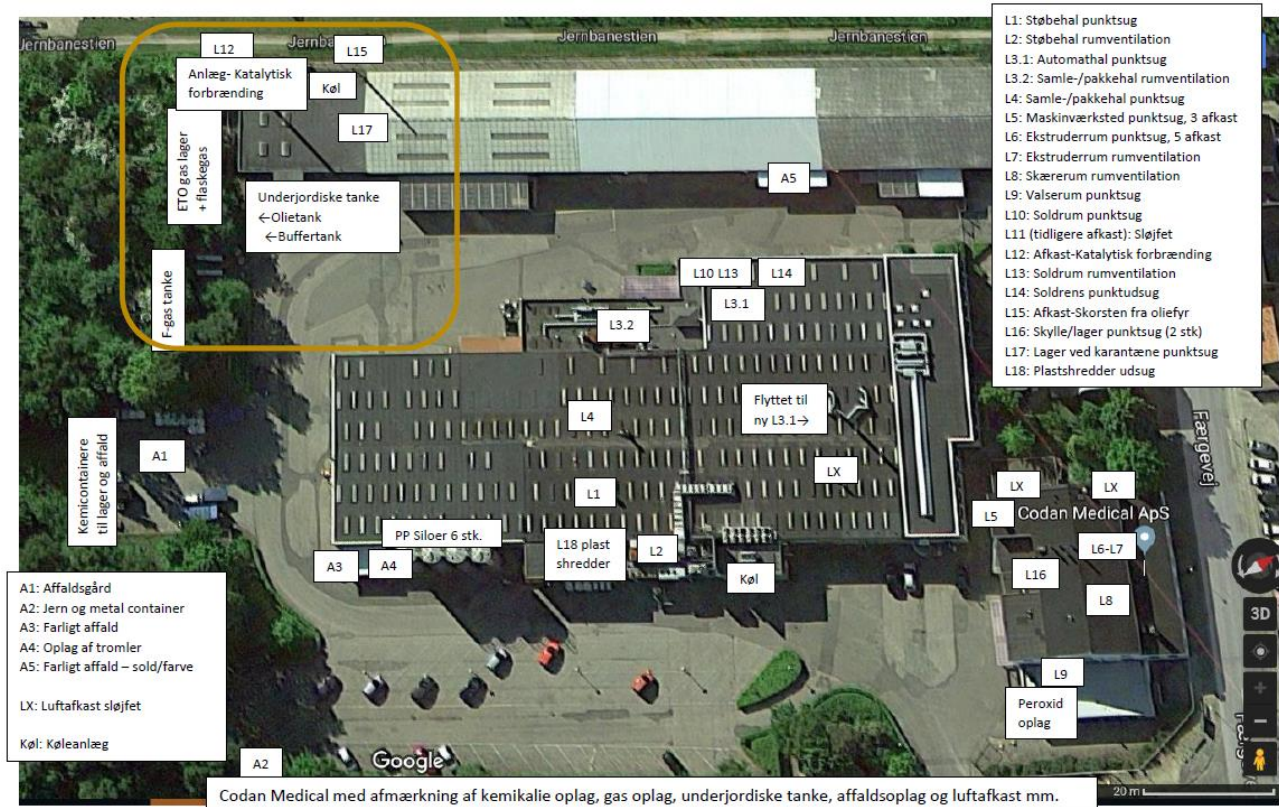 Jernbanestien
Jernb
Jernbanestien
Jernbanestien
L12
L15
Anlæg- Katalytisk
forbrænding
Køl
L17
ETO gas lager
+ flaskegas
Underjordiske tanke
←Olietank
←Buffertank
F-gas tanke
A5
L10 L13
L14
L3.1
L3.2
L4
Flyttet til
ny L3.1→
LX
L1
Kemicontainere
til lager og affald
A1
PP Siloer 6 stk.
A3
A4
L18 plast
shredder
L2
Køl
LX
LX
L5
Codan Medical ApS
L6-L7
L16
L8
L9
Peroxid
oplag
Færgevej
3D
20 m
Google
A2
L1: Støbehal punktsug
L2: Støbehal rumventilation
L3.1: Automathal punktsug
L3.2: Samle-/pakkehal rumventilation
L4: Samle-/pakkehal punktsug
L5: Maskinværksted punktsug, 3 afkast
L6: Ekstruderrum punktsug, 5 afkast
L7: Ekstruderrum rumventilation
L8: Skærerum rumventilation
L9: Valserum punktsug
L10: Soldrum punktsug
L11 (tidligere afkast): Sløjfet
L12: Afkast-Katalytisk forbrænding
L13: Soldrum rumventilation
L14: Soldrens punktudsug
L15: Afkast-Skorsten fra oliefyr
L16: Skylle/lager punktsug (2 stk)
L17: Lager ved karantæne punktsug
L18: Plastshredder udsug
A1: Affaldsgård
A2: Jern og metal container
A3: Farligt affald
A4: Oplag af tromler
A5: Farligt affald – sold/farve
LX: Luftafkast sløjfet
Køl: Køleanlæg
Codan Medical med afmærkning af kemikalie oplag, gas oplag, underjordiske tanke, affaldsoplag og luftafkast mm.